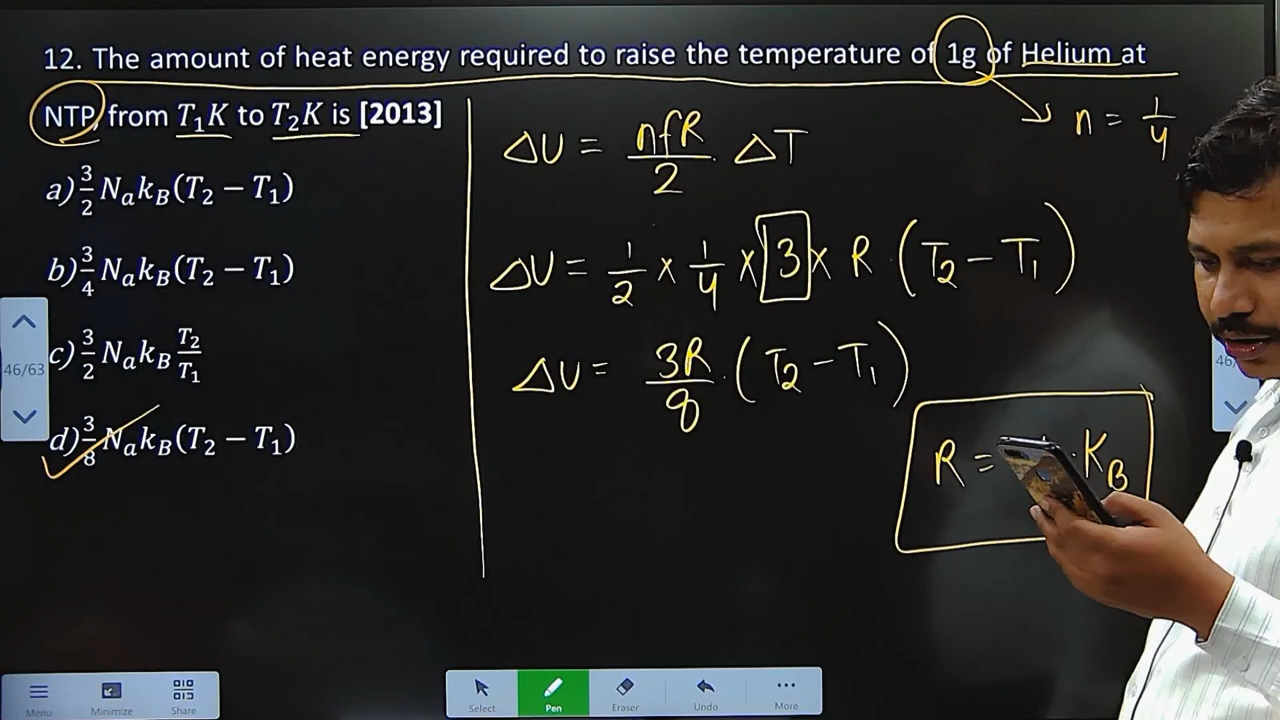 12. The amount of heat energy required to raise the temperature of 1g of Helium at
NTP, from T₁K to T₂K is [2013]
a) 3/2 Nₐk_B(T₂ − T₁)
b) 3/4 Nₐk_B(T₂ − T₁)
c) 3/2 Nₐk_B T₂/T₁
d) 3/8 Nₐk_B(T₂ − T₁)
n = 1/4
ΔU = nfR/2 · ΔT
ΔU = 1/2 × 1/4 × 3 × R · (T₂ − T₁)
ΔU = 3R/8 · (T₂ − T₁)
R = · K_B
46/63
46
Menu
Minimize
Share
Select
Pen
Eraser
Undo
More